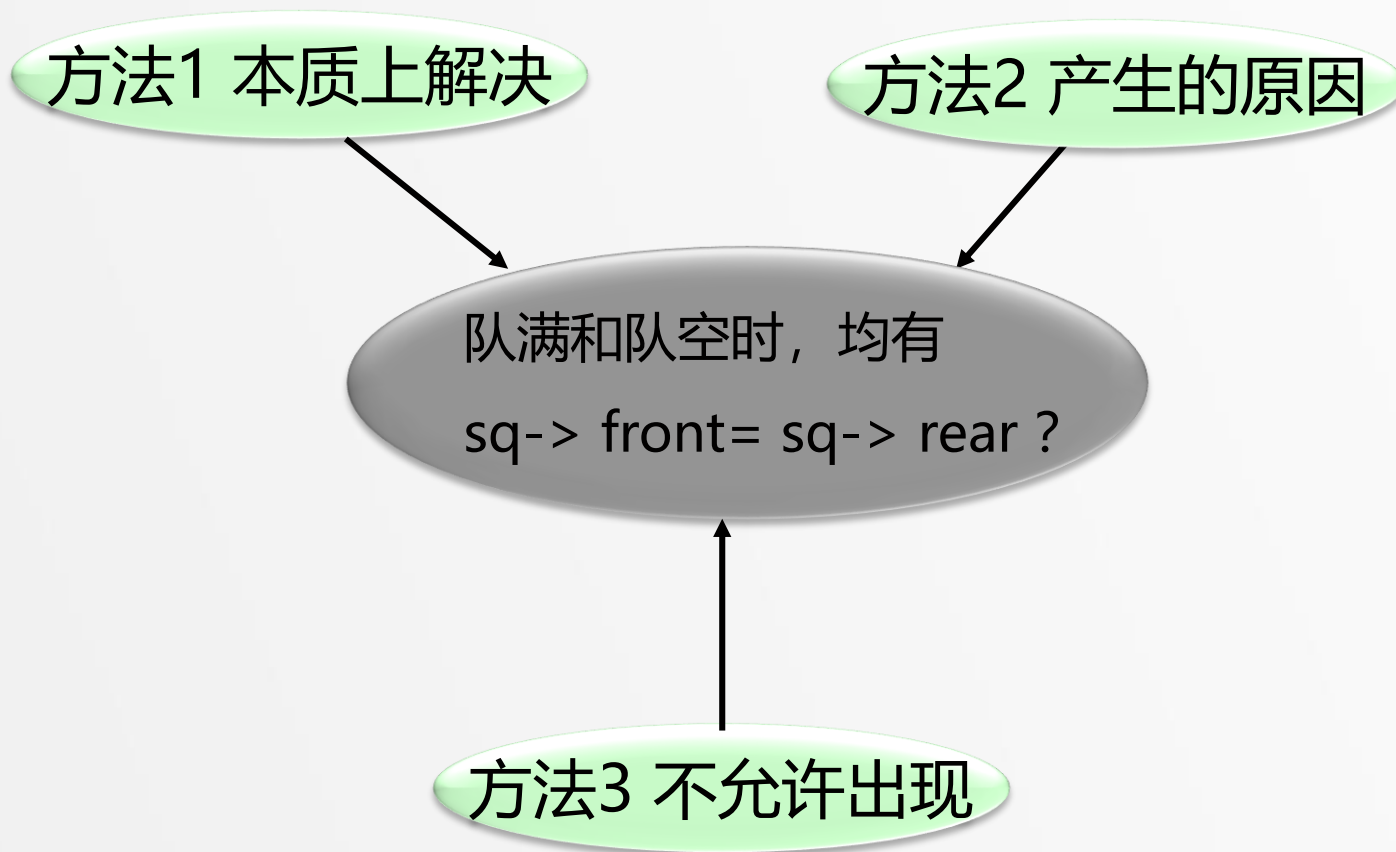 方法1 本质上解决
方法2 产生的原因
队满和队空时，均有
sq-> front= sq-> rear ?
方法3 不允许出现